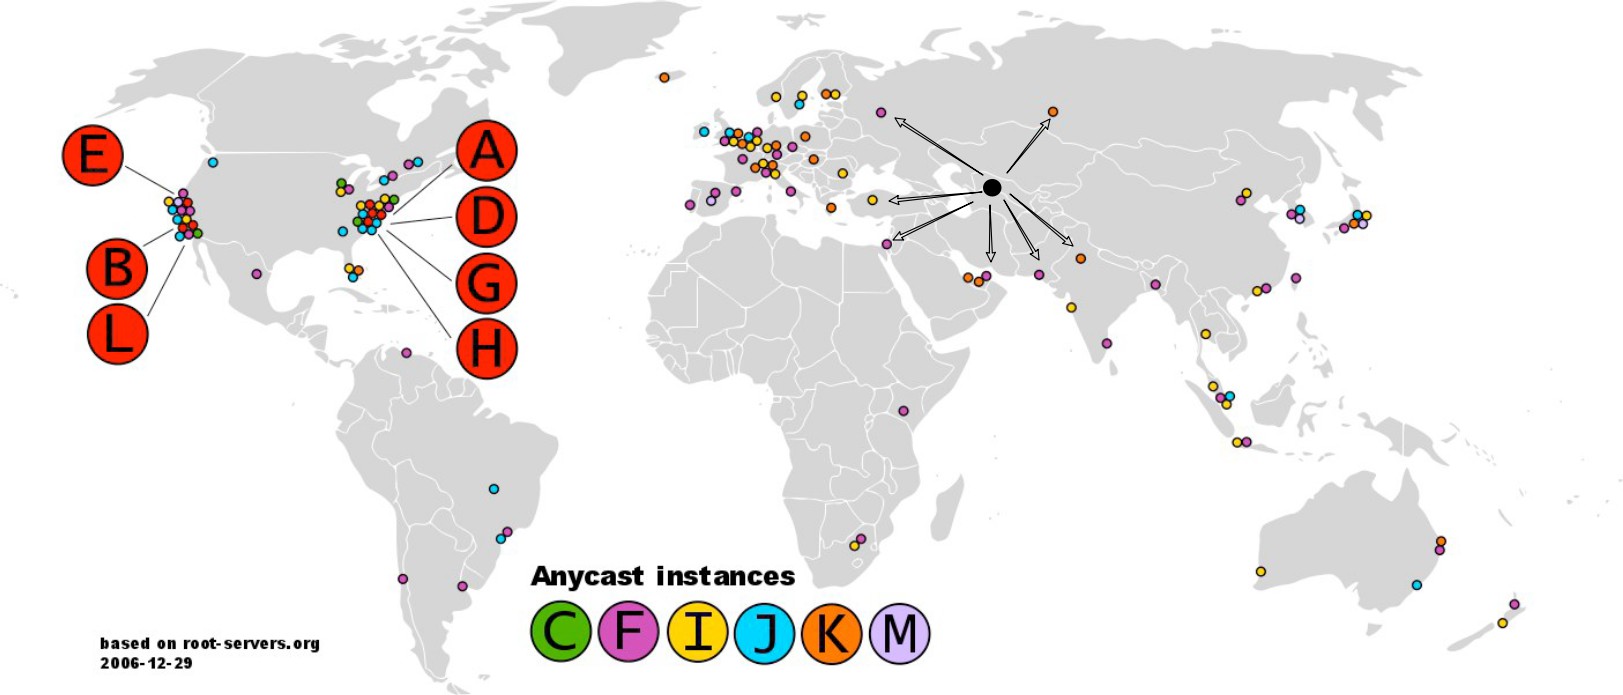 E
A
D
B
G
L
H
Anycast instances
C F I J K M
based on root-servers.org
2006-12-29